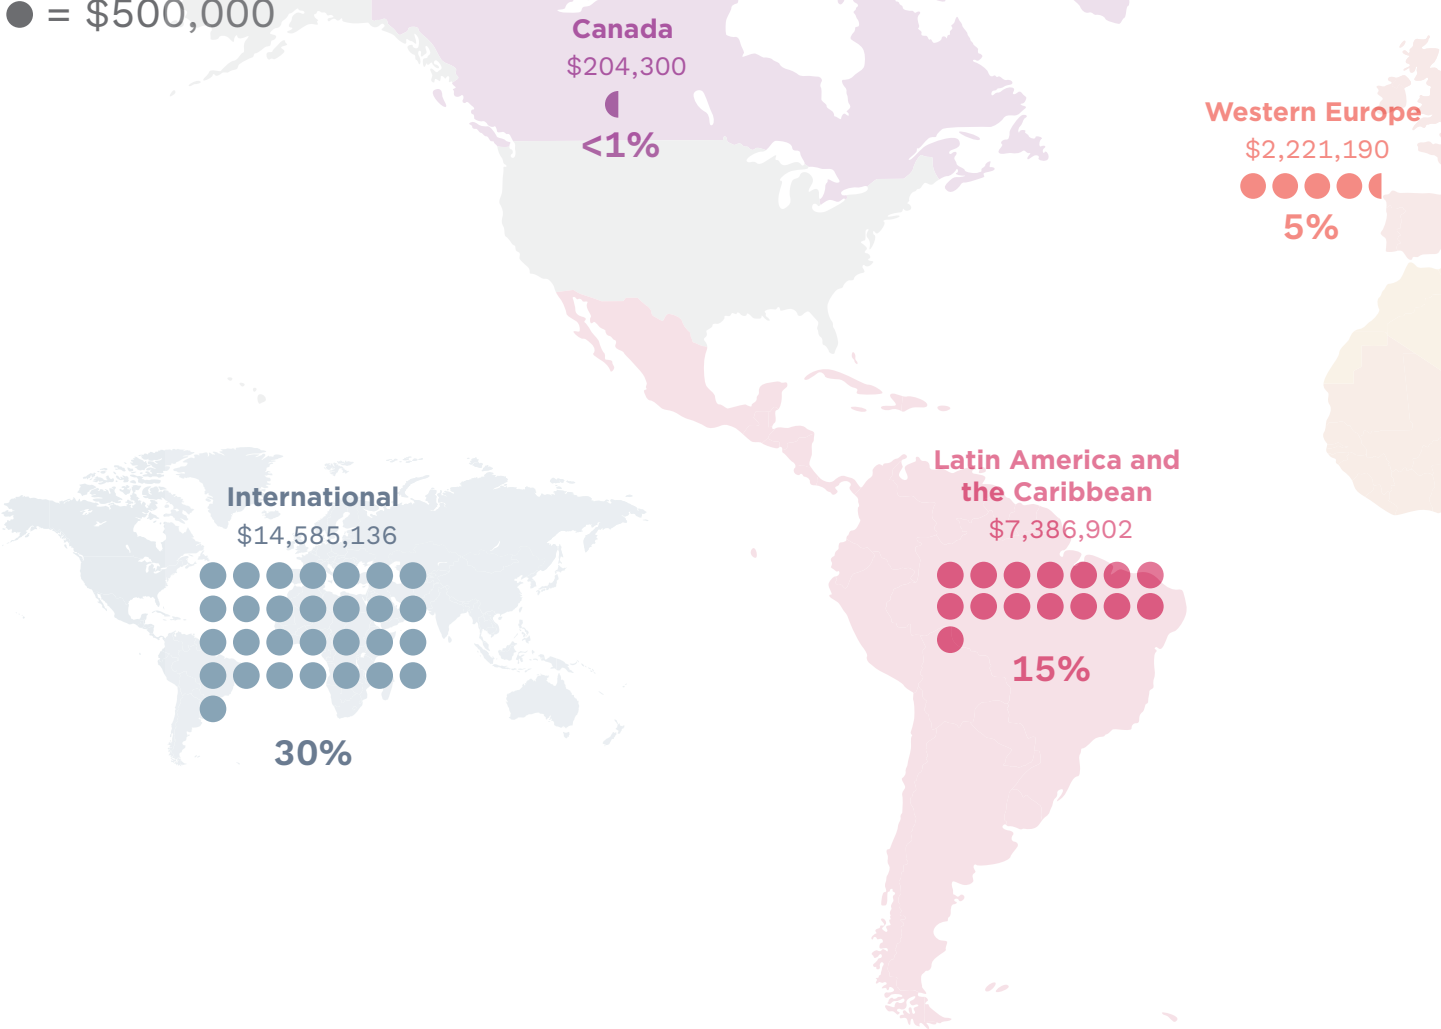 = $500,000
Canada
$204,300
<1%
Western Europe
$2,221,190
5%
Latin America and
the Caribbean
$7,386,902
15%
International
$14,585,136
30%